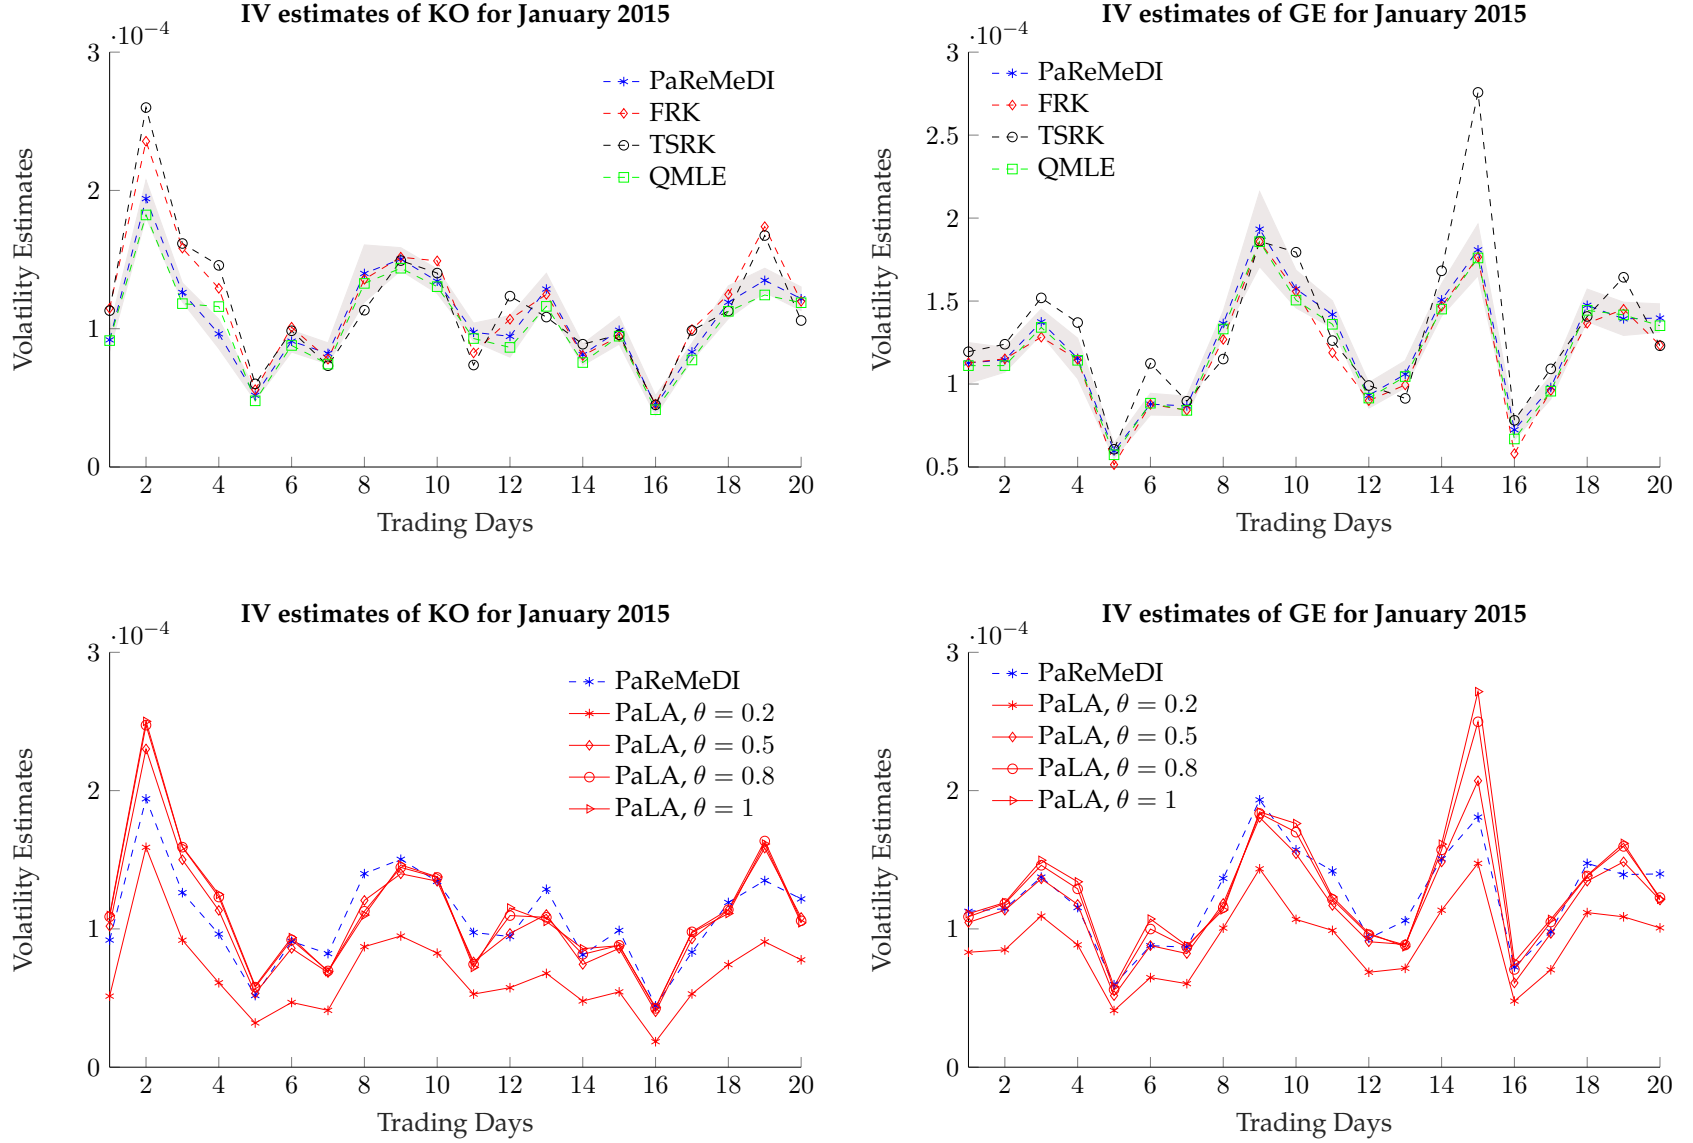 IV estimates of KO for January 2015
·10⁻⁴
3
2
1
0
Volatility Estimates
PaReMeDI
FRK
TSRK
QMLE
2 4 6 8 10 12 14 16 18 20
Trading Days
IV estimates of GE for January 2015
·10⁻⁴
3
2.5
2
1.5
1
0.5
Volatility Estimates
PaReMeDI
FRK
TSRK
QMLE
2 4 6 8 10 12 14 16 18 20
Trading Days
IV estimates of KO for January 2015
·10⁻⁴
3
2
1
0
Volatility Estimates
PaReMeDI
PaLA, θ = 0.2
PaLA, θ = 0.5
PaLA, θ = 0.8
PaLA, θ = 1
2 4 6 8 10 12 14 16 18 20
Trading Days
IV estimates of GE for January 2015
·10⁻⁴
3
2
1
0
Volatility Estimates
PaReMeDI
PaLA, θ = 0.2
PaLA, θ = 0.5
PaLA, θ = 0.8
PaLA, θ = 1
2 4 6 8 10 12 14 16 18 20
Trading Days